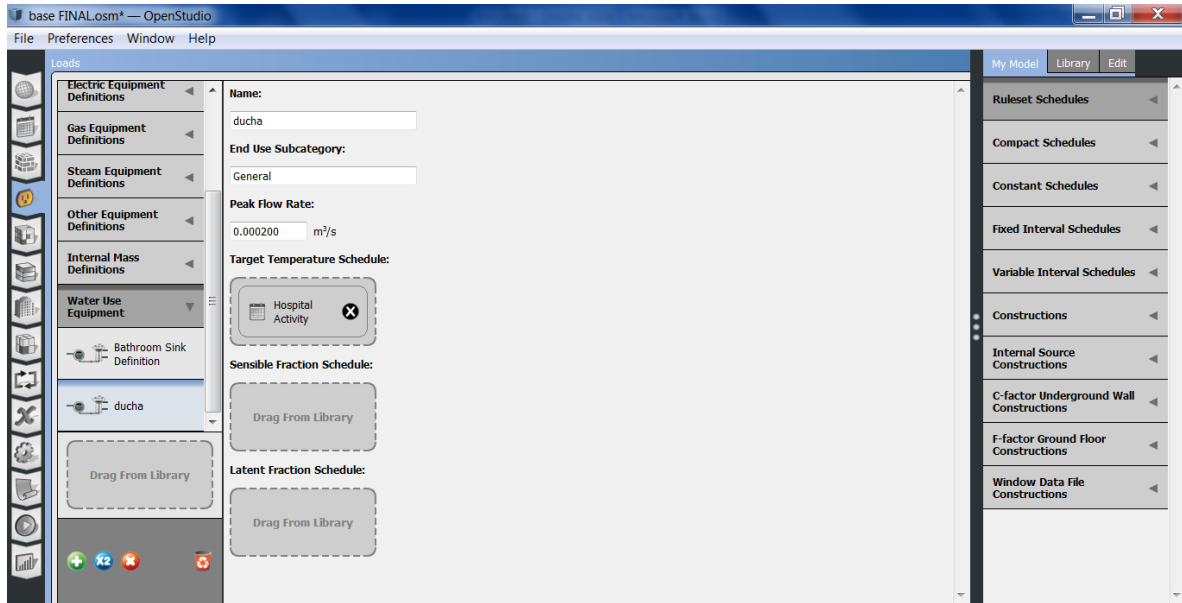 base FINAL.osm* — OpenStudio
File Preferences Window Help
Loads
My Model Library Edit
Electric Equipment
Definitions
Gas Equipment
Definitions
Steam Equipment
Definitions
Other Equipment
Definitions
Internal Mass
Definitions
Water Use
Equipment
Bathroom Sink
Definition
ducha
Drag From Library
X2
Name:
ducha
End Use Subcategory:
General
Peak Flow Rate:
0.000200 m³/s
Target Temperature Schedule:
Hospital
Activity
Sensible Fraction Schedule:
Drag From Library
Latent Fraction Schedule:
Drag From Library
Ruleset Schedules
Compact Schedules
Constant Schedules
Fixed Interval Schedules
Variable Interval Schedules
Constructions
Internal Source
Constructions
C-factor Underground Wall
Constructions
F-factor Ground Floor
Constructions
Window Data File
Constructions